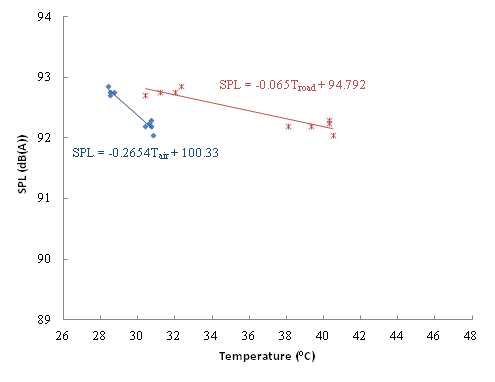 94
93
92
91
90
89
SPL (dB(A))
SPL = -0.065Troad + 94.792
SPL = -0.2654Tair + 100.33
26 28 30 32 34 36 38 40 42 44 46 48
Temperature (⁰C)